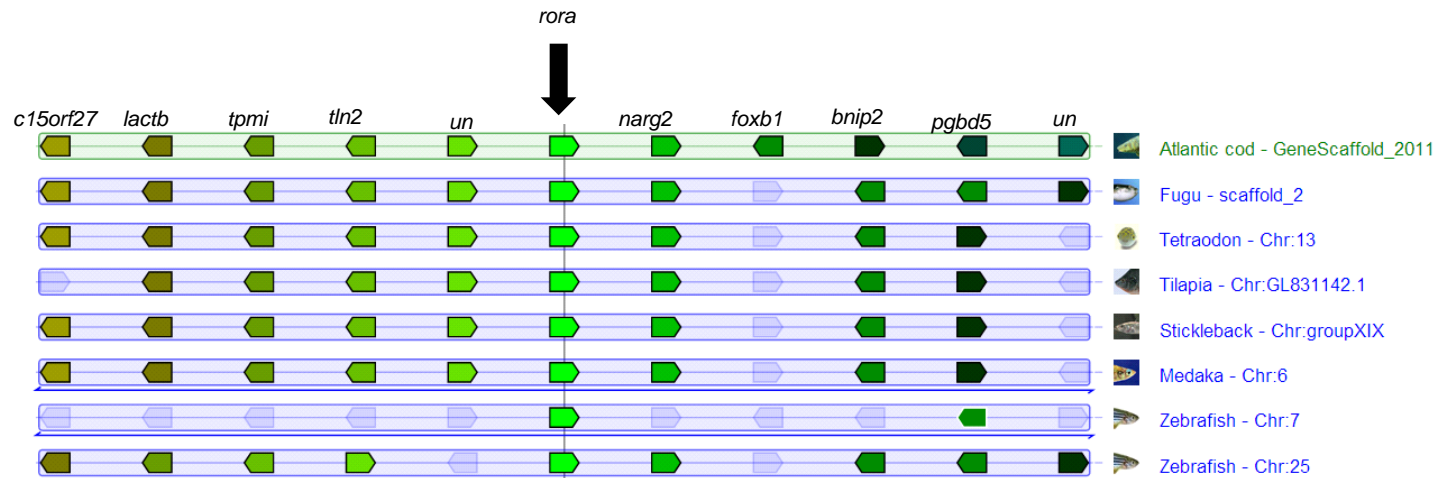 rora
c15orf27 lactb tpmi tln2 un narg2 foxb1 bnip2 pgbd5 un
Atlantic cod - GeneScaffold_2011
Fugu - scaffold_2
Tetraodon - Chr:13
Tilapia - Chr:GL831142.1
Stickleback - Chr:groupXIX
Medaka - Chr:6
Zebrafish - Chr:7
Zebrafish - Chr:25